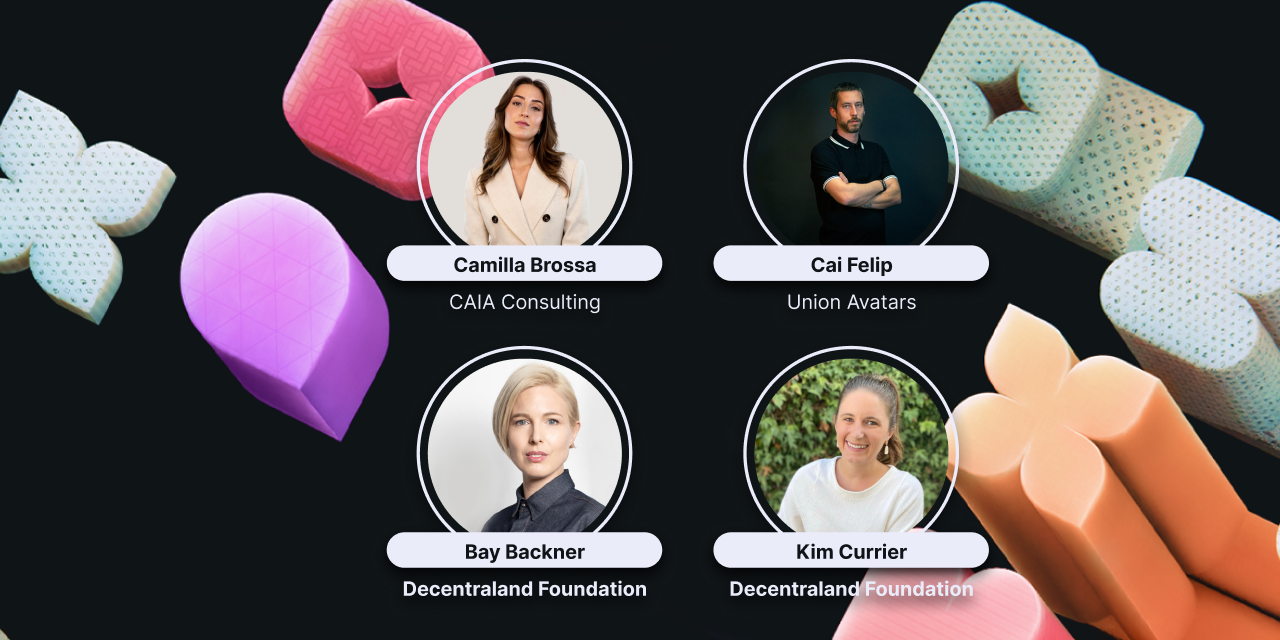 Camilla Brossa
CAIA Consulting
Cai Felip
Union Avatars
Bay Backner
Decentraland Foundation
Kim Currier
Decentraland Foundation